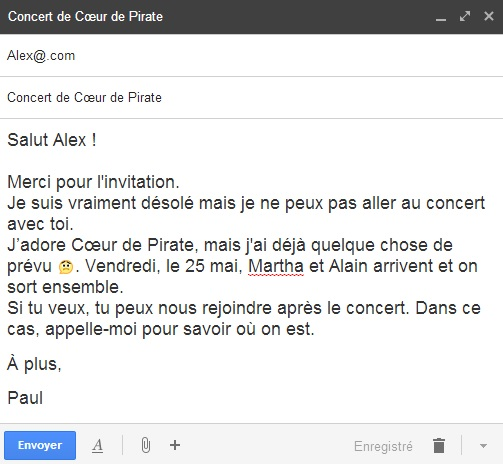 Concert de Cœur de Pirate
Alex@.com
Concert de Cœur de Pirate
Salut Alex !
Merci pour l'invitation.
Je suis vraiment désolé mais je ne peux pas aller au concert
avec toi.
J’adore Cœur de Pirate, mais j'ai déjà quelque chose de
prévu 😕. Vendredi, le 25 mai, Martha et Alain arrivent et on
sort ensemble.
Si tu veux, tu peux nous rejoindre après le concert. Dans ce
cas, appelle-moi pour savoir où on est.
À plus,
Paul
Envoyer
A
Enregistré